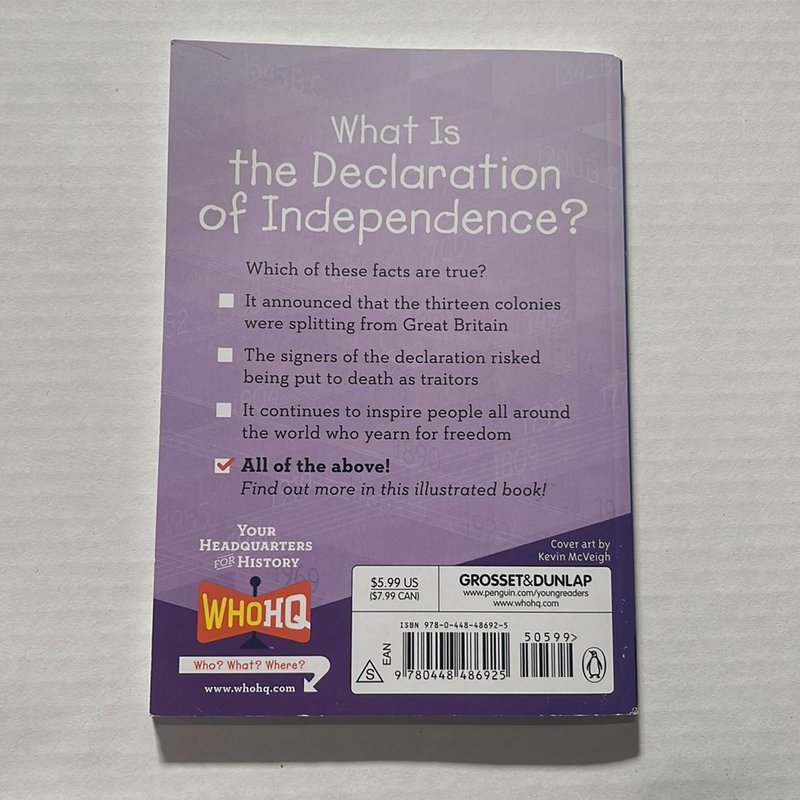 1345 B.C.
What Is
the Declaration
of Independence?
Which of these facts are true?
It announced that the thirteen colonies
were splitting from Great Britain
The signers of the declaration risked
being put to death as traitors
It continues to inspire people all around
the world who yearn for freedom
1890
All of the above!
Find out more in this illustrated book!
YOUR
HEADQUARTERS
FOR HISTORY
1969
WHOHQ
Who? What? Where?
www.whohq.com
Cover art by
Kevin McVeigh
$5.99 US
($7.99 CAN)
GROSSET&DUNLAP
www.penguin.com/youngreaders
www.whohq.com
ISBN 978-0-448-48692-5
50599>
EAN
S
9 780448 486925